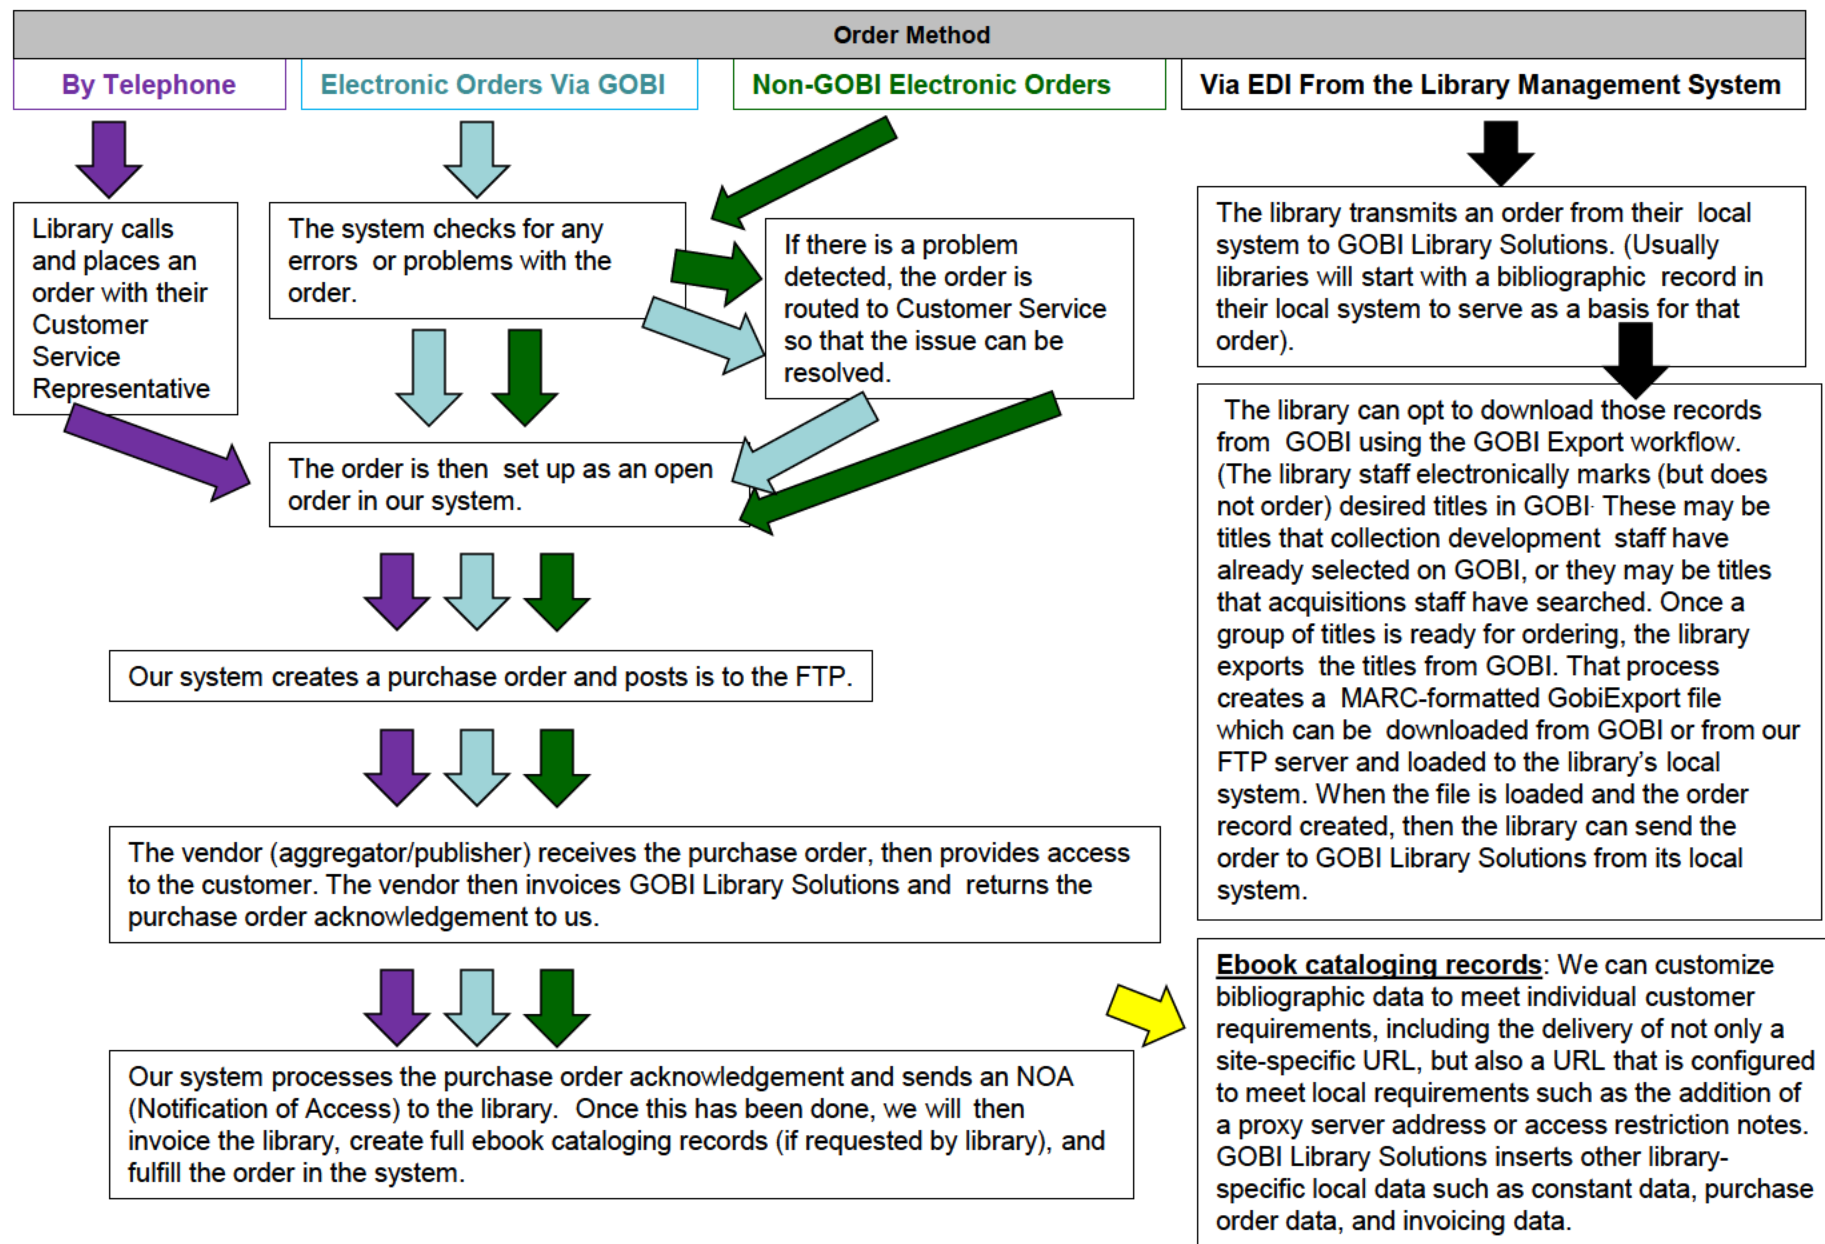 Order Method
By Telephone
Electronic Orders Via GOBI
Non-GOBI Electronic Orders
Via EDI From the Library Management System
Library calls
and places an
order with their
Customer
Service
Representative
The system checks for any
errors or problems with the
order.
If there is a problem
detected, the order is
routed to Customer Service
so that the issue can be
resolved.
The order is then set up as an open
order in our system.
Our system creates a purchase order and posts is to the FTP.
The vendor (aggregator/publisher) receives the purchase order, then provides access
to the customer. The vendor then invoices GOBI Library Solutions and returns the
purchase order acknowledgement to us.
Our system processes the purchase order acknowledgement and sends an NOA
(Notification of Access) to the library. Once this has been done, we will then
invoice the library, create full ebook cataloging records (if requested by library), and
fulfill the order in the system.
The library transmits an order from their local
system to GOBI Library Solutions. (Usually
libraries will start with a bibliographic record in
their local system to serve as a basis for that
order).
The library can opt to download those records
from GOBI using the GOBI Export workflow.
(The library staff electronically marks (but does
not order) desired titles in GOBI. These may be
titles that collection development staff have
already selected on GOBI, or they may be titles
that acquisitions staff have searched. Once a
group of titles is ready for ordering, the library
exports the titles from GOBI. That process
creates a MARC-formatted GobiExport file
which can be downloaded from GOBI or from our
FTP server and loaded to the library's local
system. When the file is loaded and the order
record created, then the library can send the
order to GOBI Library Solutions from its local
system.
Ebook cataloging records: We can customize
bibliographic data to meet individual customer
requirements, including the delivery of not only a
site-specific URL, but also a URL that is configured
to meet local requirements such as the addition of
a proxy server address or access restriction notes.
GOBI Library Solutions inserts other library-
specific local data such as constant data, purchase
order data, and invoicing data.